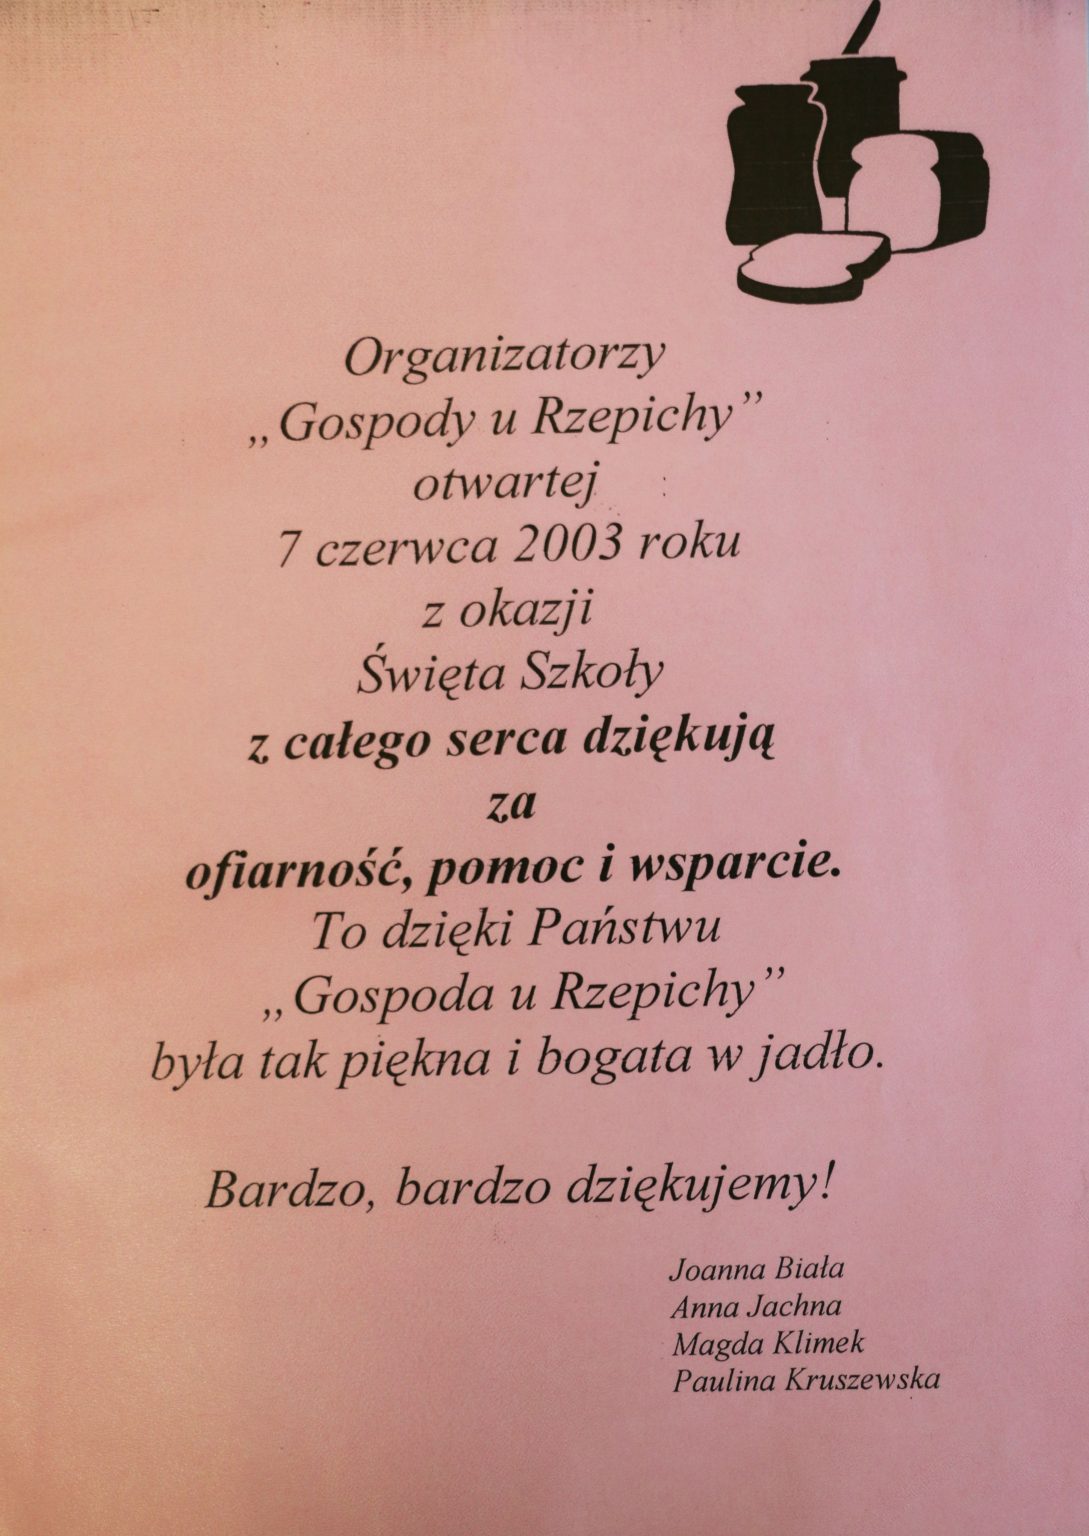 Organizatorzy
„Gospody u Rzepichy”
otwartej
7 czerwca 2003 roku
z okazji
Święta Szkoły
z całego serca dziękują
za
ofiarność, pomoc i wsparcie.
To dzięki Państwu
„Gospoda u Rzepichy”
była tak piękna i bogata w jadło.
Bardzo, bardzo dziękujemy!
Joanna Biała
Anna Jachna
Magda Klimek
Paulina Kruszewska